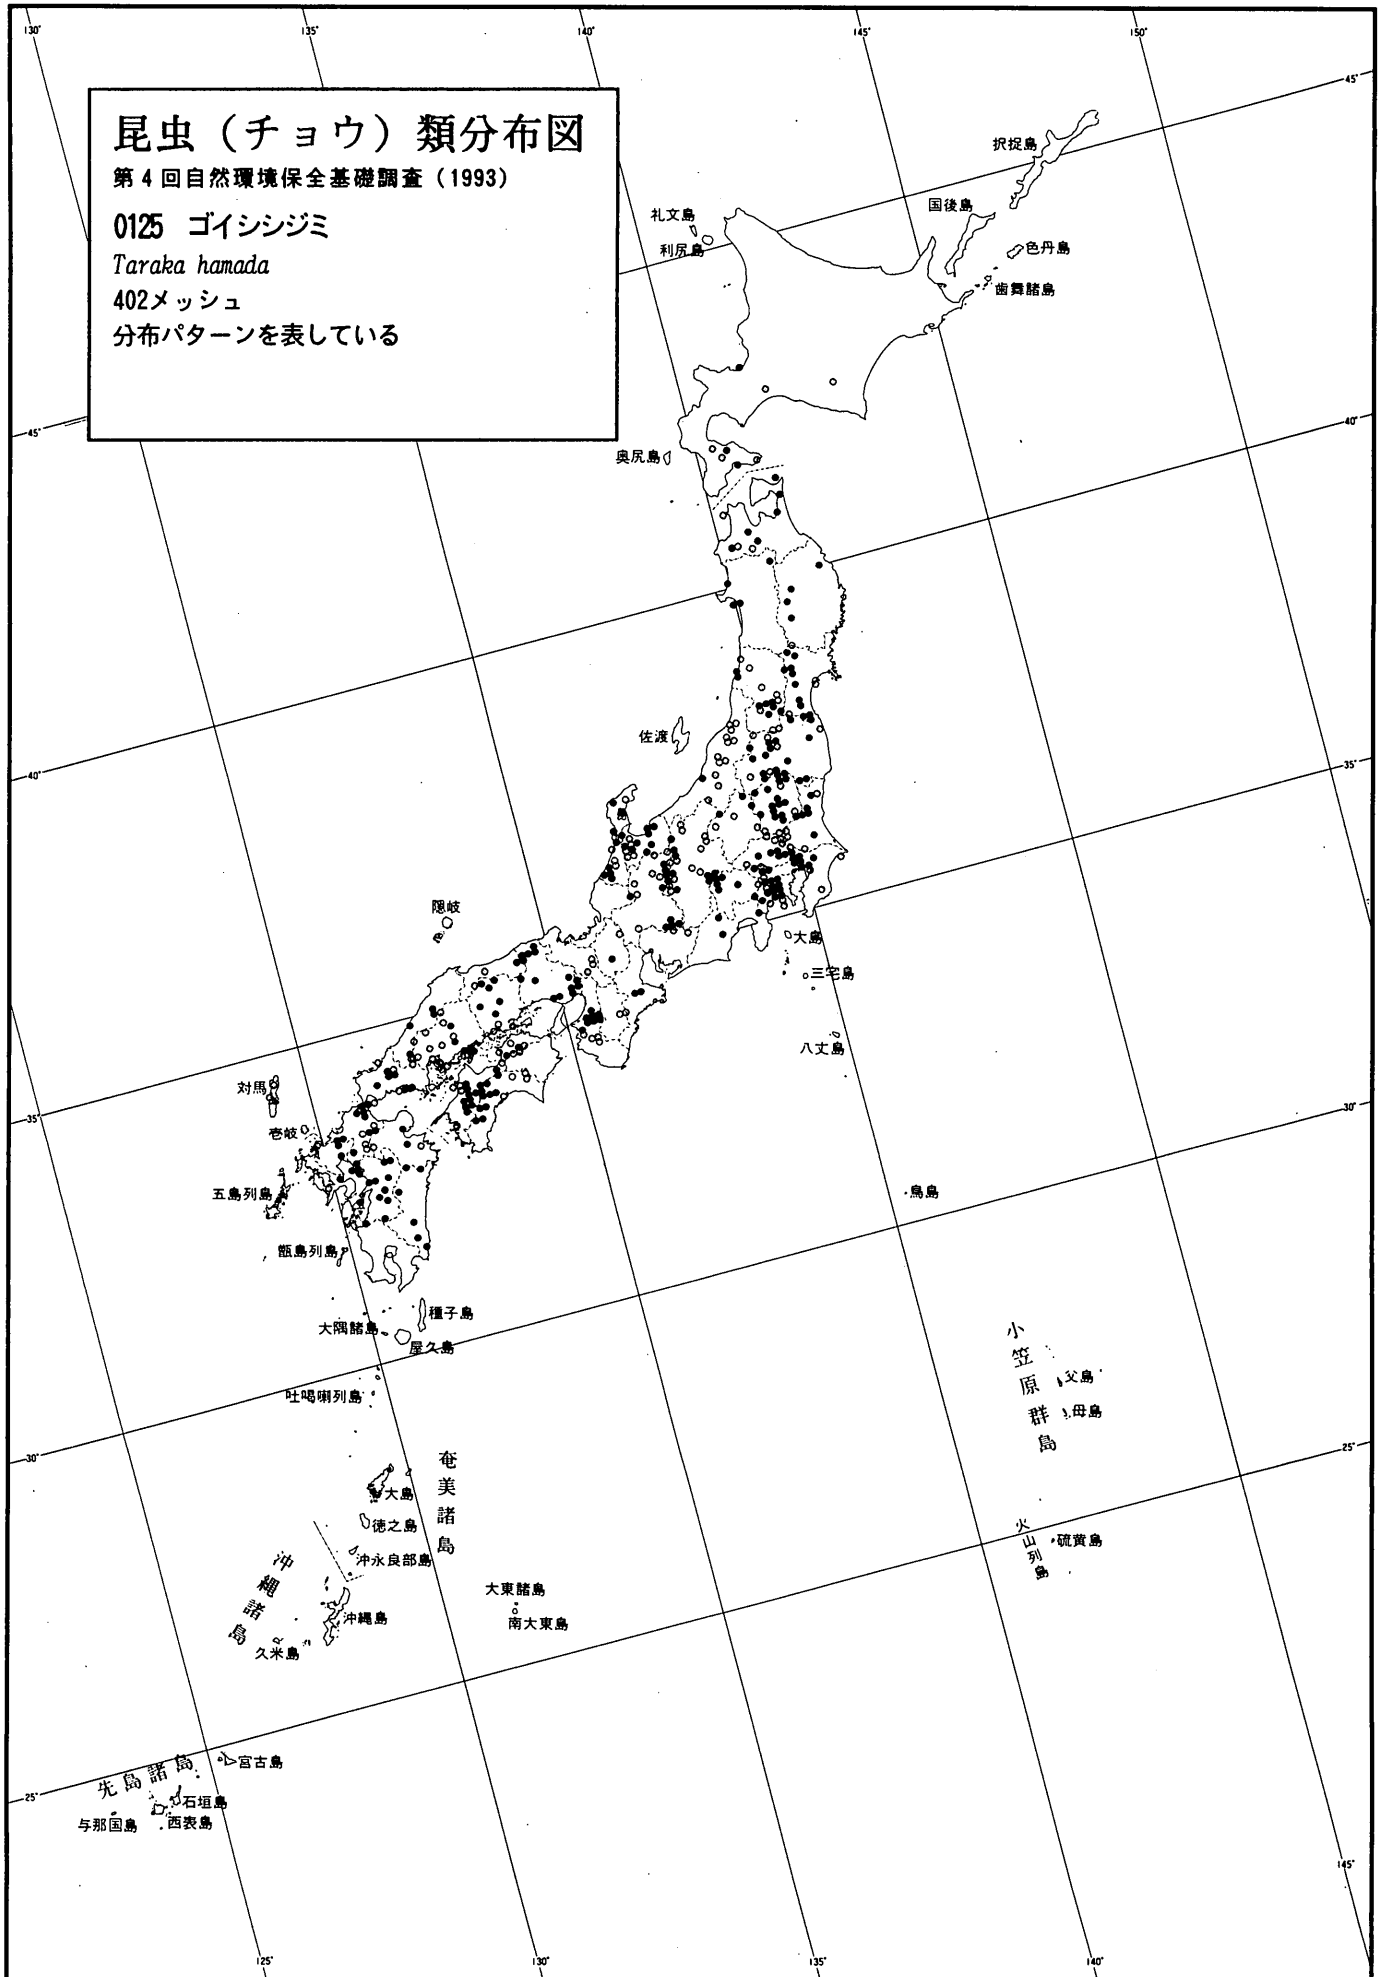 130°
135°
140°
145°
150°
昆虫（チョウ）類分布図
第4回自然環境保全基礎調査（1993）
0125 ゴイシシジミ
Taraka hamada
402メッシュ
分布パターンを表している
45°
択捉島
国後島
色丹島
歯舞諸島
礼文島
利尻島
奥尻島
45°
40°
佐渡
40°
35°
隠岐
大島
三宅島
八丈島
対馬
壱岐
35°
30°
五島列島
鳥島
甑島列島
種子島
大隅諸島
屋久島
吐噶喇列島
小笠原群島
父島
母島
30°
25°
奄美諸島
大島
徳之島
沖永良部島
火山列島
硫黄島
沖縄諸島
沖縄島
久米島
大東諸島
南大東島
先島諸島
宮古島
石垣島
西表島
与那国島
25°
145°
125°
130°
135°
140°